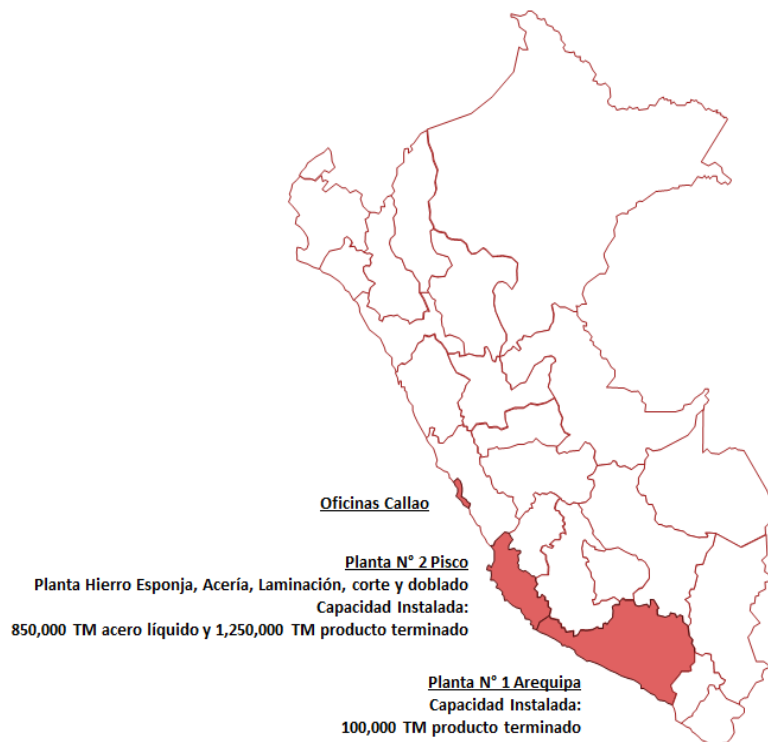 Oficinas Callao
Planta N° 2 Pisco
Planta Hierro Esponja, Acería, Laminación, corte y doblado
Capacidad Instalada:
850,000 TM acero líquido y 1,250,000 TM producto terminado
Planta N° 1 Arequipa
Capacidad Instalada:
100,000 TM producto terminado